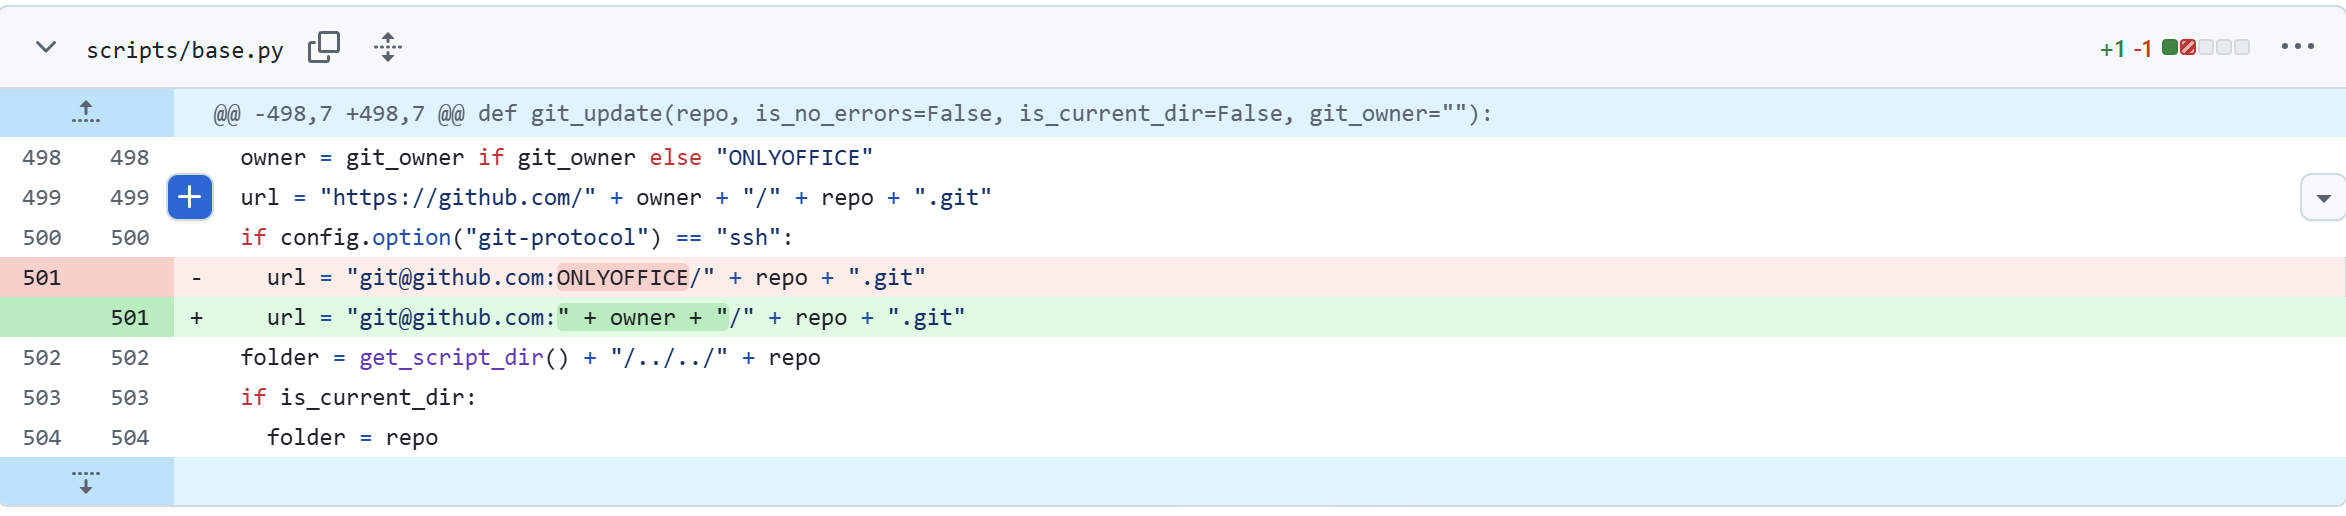 scripts/base.py +1 -1
@@ -498,7 +498,7 @@ def git_update(repo, is_no_errors=False, is_current_dir=False, git_owner=""):
498 498 owner = git_owner if git_owner else "ONLYOFFICE"
499 499 url = "https://github.com/" + owner + "/" + repo + ".git"
500 500 if config.option("git-protocol") == "ssh":
501 - url = "git@github.com:ONLYOFFICE/" + repo + ".git"
501 + url = "git@github.com:" + owner + "/" + repo + ".git"
502 502 folder = get_script_dir() + "/../../" + repo
503 503 if is_current_dir:
504 504 folder = repo